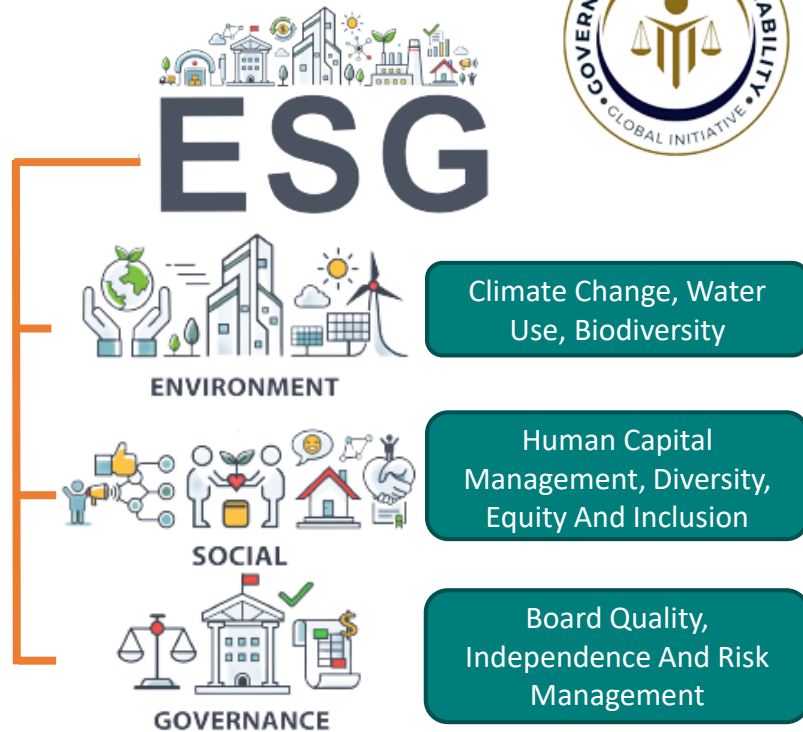 GLOBAL INITIATIVE
ESG
Climate Change, Water
Use, Biodiversity
ENVIRONMENT
Human Capital
Management, Diversity,
Equity And Inclusion
SOCIAL
Board Quality,
Independence And Risk
Management
GOVERNANCE